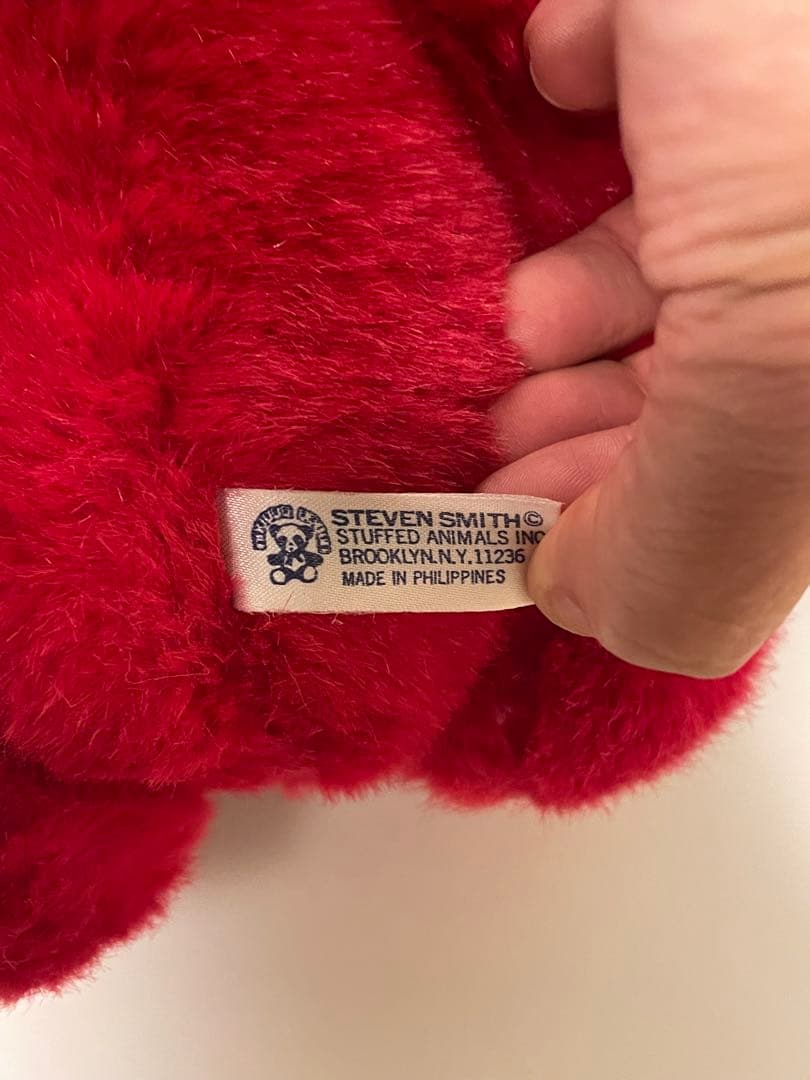 STEVEN SMITH©
STUFFED ANIMALS INC
BROOKLYN.N.Y.11236
MADE IN PHILIPPINES